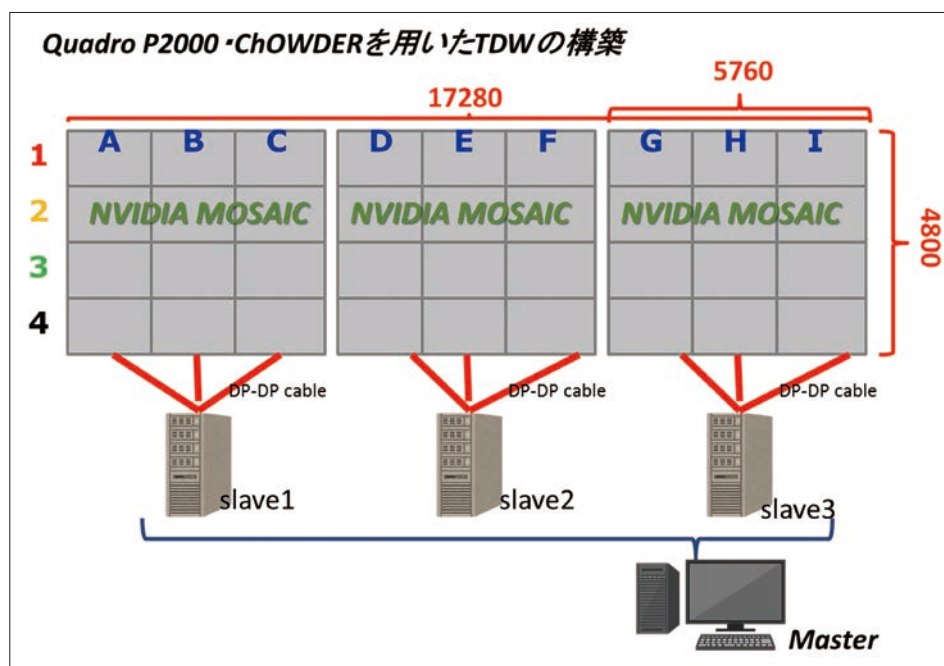 Quadro P2000・ChOWDERを用いたTDWの構築
17280
5760
1
A B C D E F G H I
2
NVIDIA MOSAIC NVIDIA MOSAIC NVIDIA MOSAIC
3
4
4800
DP-DP cable DP-DP cable DP-DP cable
slave1 slave2 slave3
Master